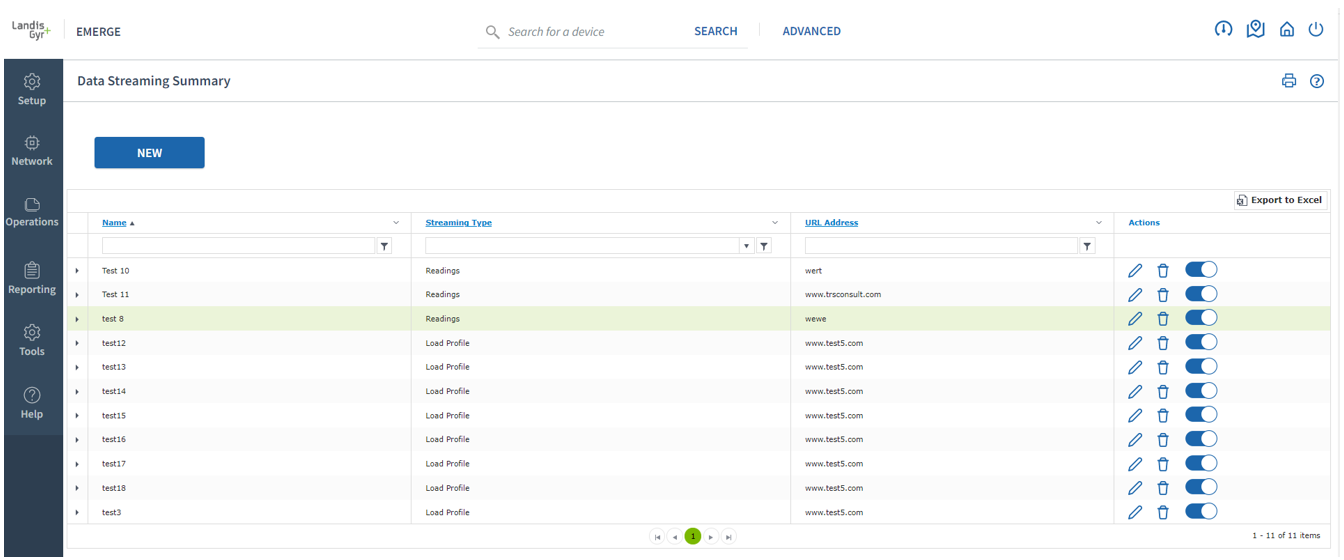 Landis
Gyr+
EMERGE
Search for a device
SEARCH
ADVANCED
Setup
Network
Operations
Reporting
Tools
Help
Data Streaming Summary
NEW
Export to Excel
Name Streaming Type URL Address Actions
Test 10 Readings wert
Test 11 Readings www.trsconsult.com
test 8 Readings wewe
test12 Load Profile www.test5.com
test13 Load Profile www.test5.com
test14 Load Profile www.test5.com
test15 Load Profile www.test5.com
test16 Load Profile www.test5.com
test17 Load Profile www.test5.com
test18 Load Profile www.test5.com
test3 Load Profile www.test5.com
1
1 - 11 of 11 items